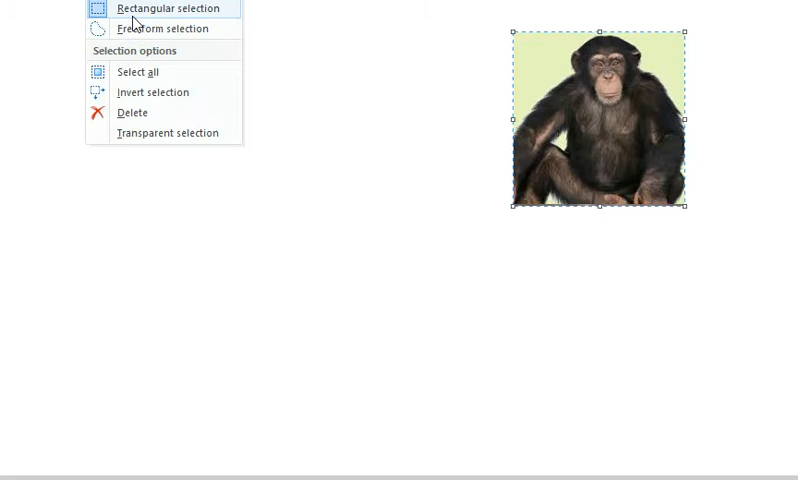 Rectangular selection
Free-form selection
Selection options
Select all
Invert selection
Delete
Transparent selection